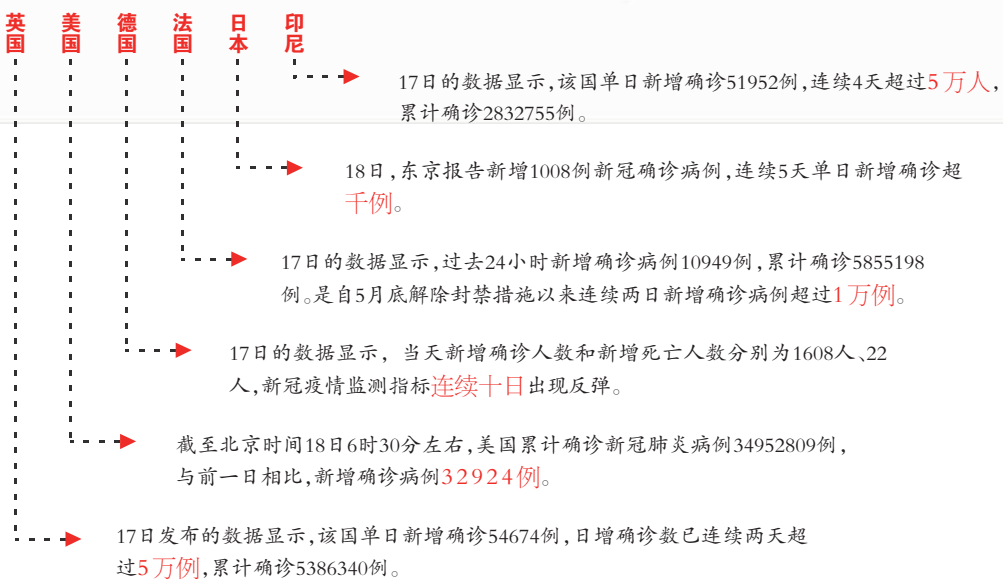 英国
美国
德国
法国
日本
印尼
17日的数据显示,该国单日新增确诊51952例,连续4天超过5万人,
累计确诊2832755例。
18日,东京报告新增1008例新冠确诊病例,连续5天单日新增确诊超
千例。
17日的数据显示,过去24小时新增确诊病例10949例,累计确诊5855198
例。是自5月底解除封禁措施以来连续两日新增确诊病例超过1万例。
17日的数据显示，当天新增确诊人数和新增死亡人数分别为1608人、22
人,新冠疫情监测指标连续十日出现反弹。
截至北京时间18日6时30分左右,美国累计确诊新冠肺炎病例34952809例,
与前一日相比,新增确诊病例32924例。
17日发布的数据显示,该国单日新增确诊54674例,日增确诊数已连续两天超
过5万例,累计确诊5386340例。